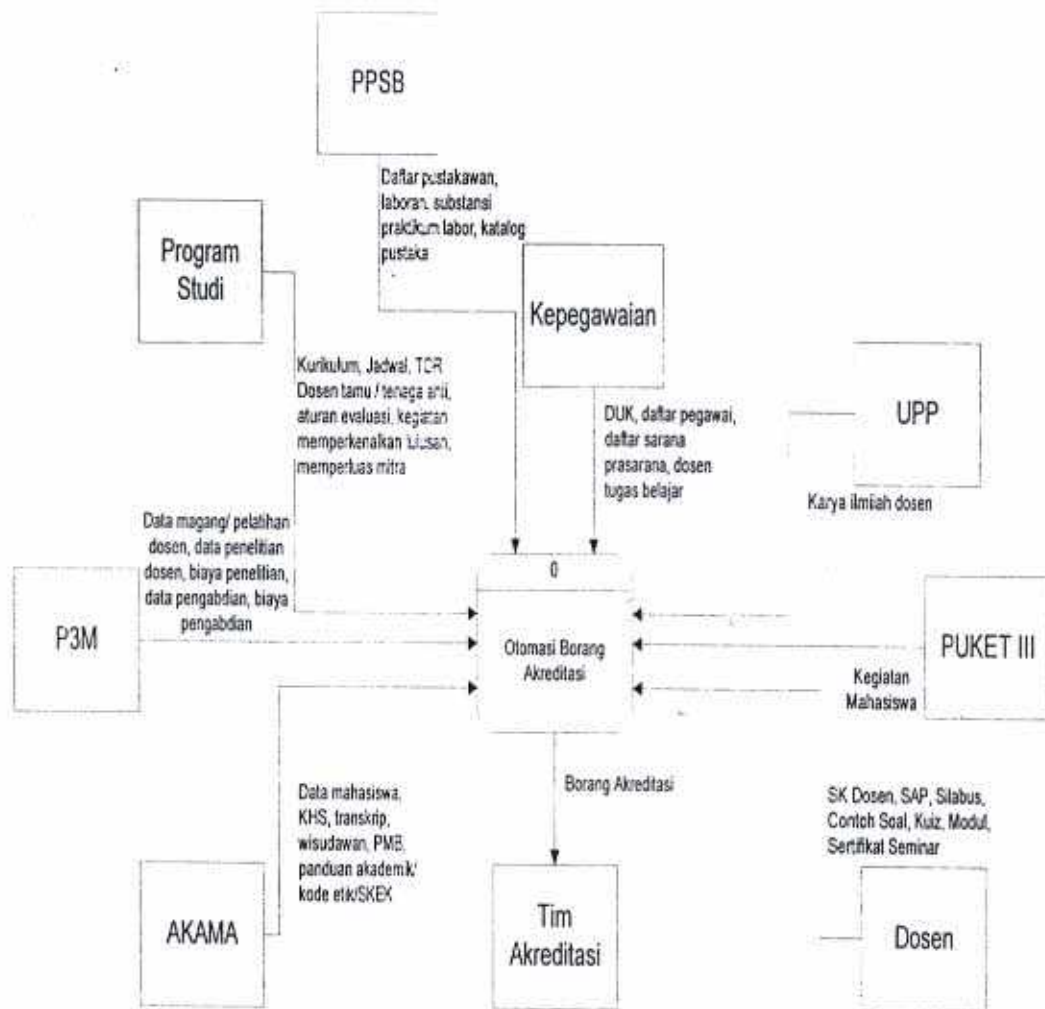 PPSB
Daftar pustakawan,
laboran, substansi
praktikum labor, katalog
pustaka
Program
Studi
Kepegawaian
Kurikulum, Jadwal, TCR
Dosen tamu / tenaga ahli,
aturan evaluasi, kegiatan
memperkenalkan lulusan,
memperluas mitra
DUK, daftar pegawai,
daftar sarana
prasarana, dosen
tugas belajar
UPP
Karya ilmiah dosen
Data magang/ pelatihan
dosen, data penelitian
dosen, biaya penelitian,
data pengabdian, biaya
pengabdian
P3M
0
Otomasi Borang
Akreditasi
PUKET III
Kegiatan
Mahasiswa
Data mahasiswa,
KHS, transkrip,
wisudawan, PMB,
panduan akademik/
kode etik/SKEK
Borang Akreditasi
SK Dosen, SAP, Silabus,
Contoh Soal, Kuiz, Modul,
Sertifikat Seminar
AKAMA
Tim
Akreditasi
Dosen